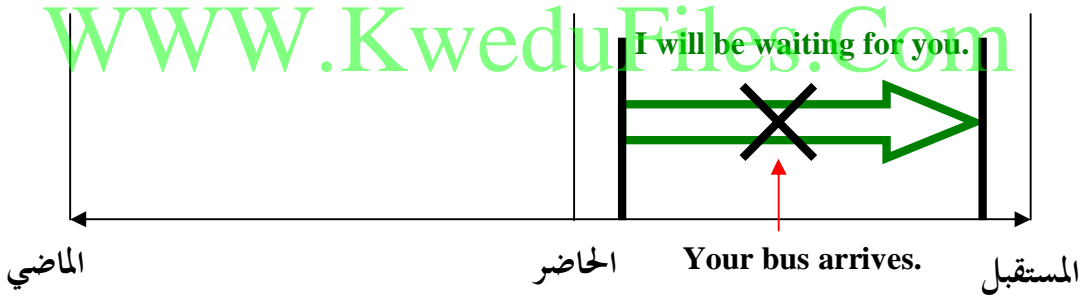 WWW.KweduFiles.Com
I will be waiting for you.
Your bus arrives.
الماضي
الحاضر
المستقبل